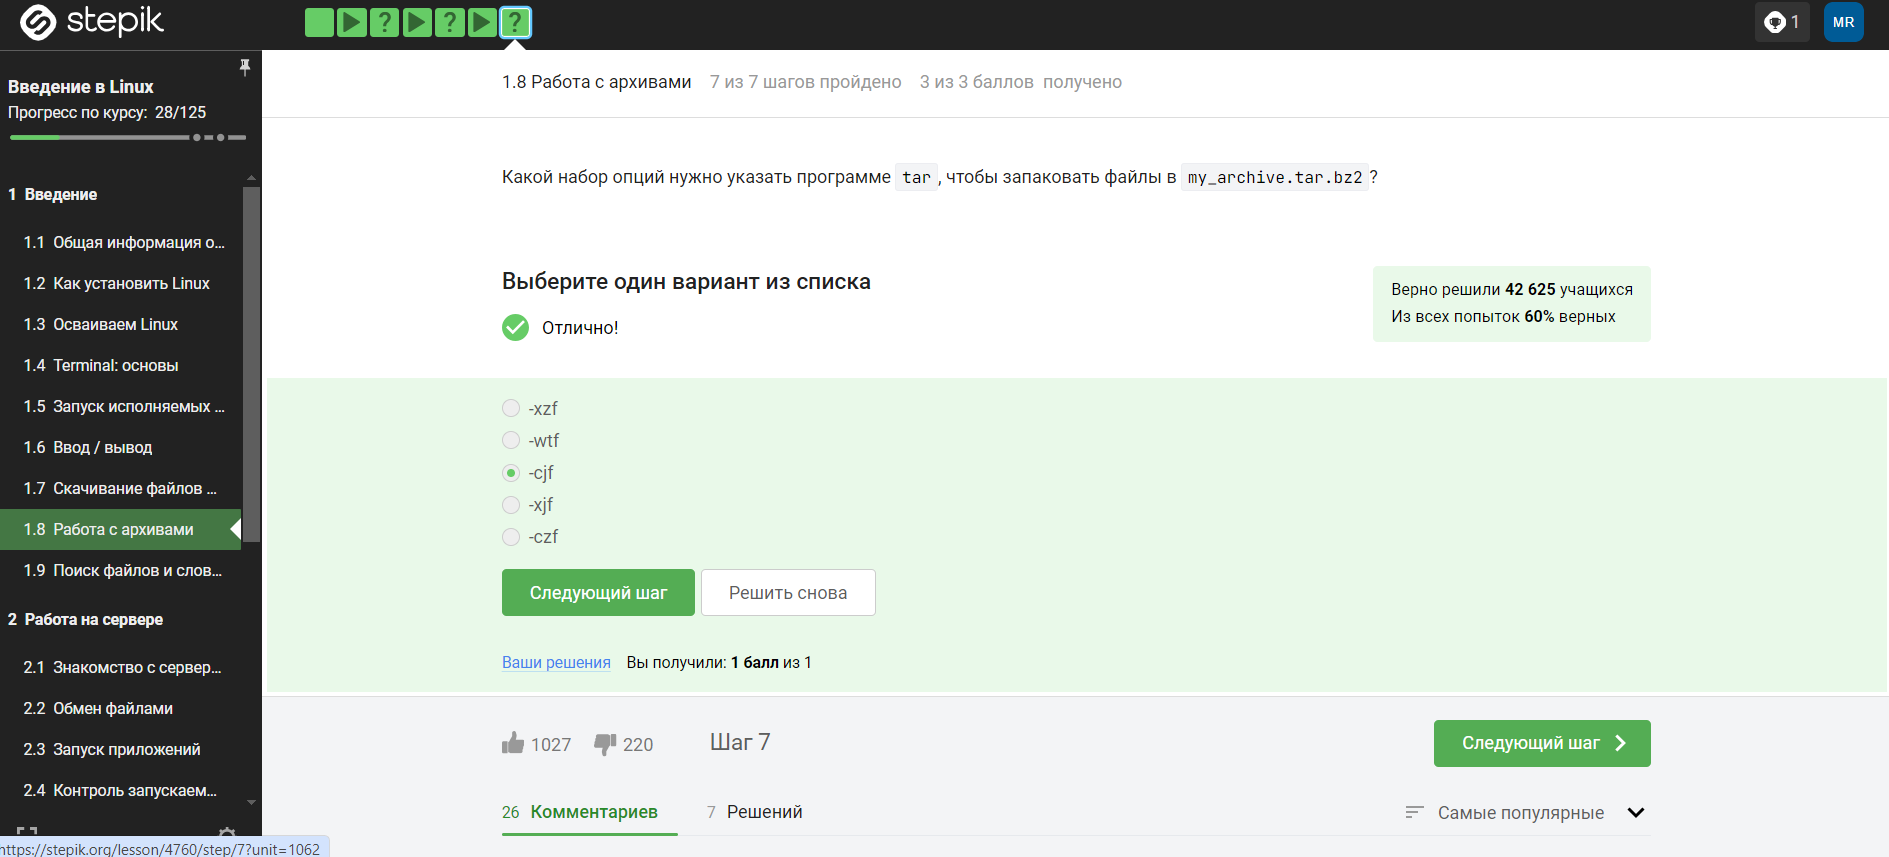 stepik
?
?
?
1
MR
Введение в Linux
Прогресс по курсу: 28/125
1 Введение
1.1 Общая информация о...
1.2 Как установить Linux
1.3 Осваиваем Linux
1.4 Terminal: основы
1.5 Запуск исполняемых ...
1.6 Ввод / вывод
1.7 Скачивание файлов ...
1.8 Работа с архивами
1.9 Поиск файлов и слов...
2 Работа на сервере
2.1 Знакомство с сервер...
2.2 Обмен файлами
2.3 Запуск приложений
2.4 Контроль запускаем...
1.8 Работа с архивами 7 из 7 шагов пройдено 3 из 3 баллов получено
Какой набор опций нужно указать программе tar, чтобы запаковать файлы в my_archive.tar.bz2?
Выберите один вариант из списка
Отлично!
Верно решили 42 625 учащихся
Из всех попыток 60% верных
-xzf
-wtf
-cjf
-xjf
-czf
Следующий шаг
Решить снова
Ваши решения Вы получили: 1 балл из 1
1027 220 Шаг 7
Следующий шаг
26 Комментариев 7 Решений
Самые популярные
https://stepik.org/lesson/4760/step/7?unit=1062